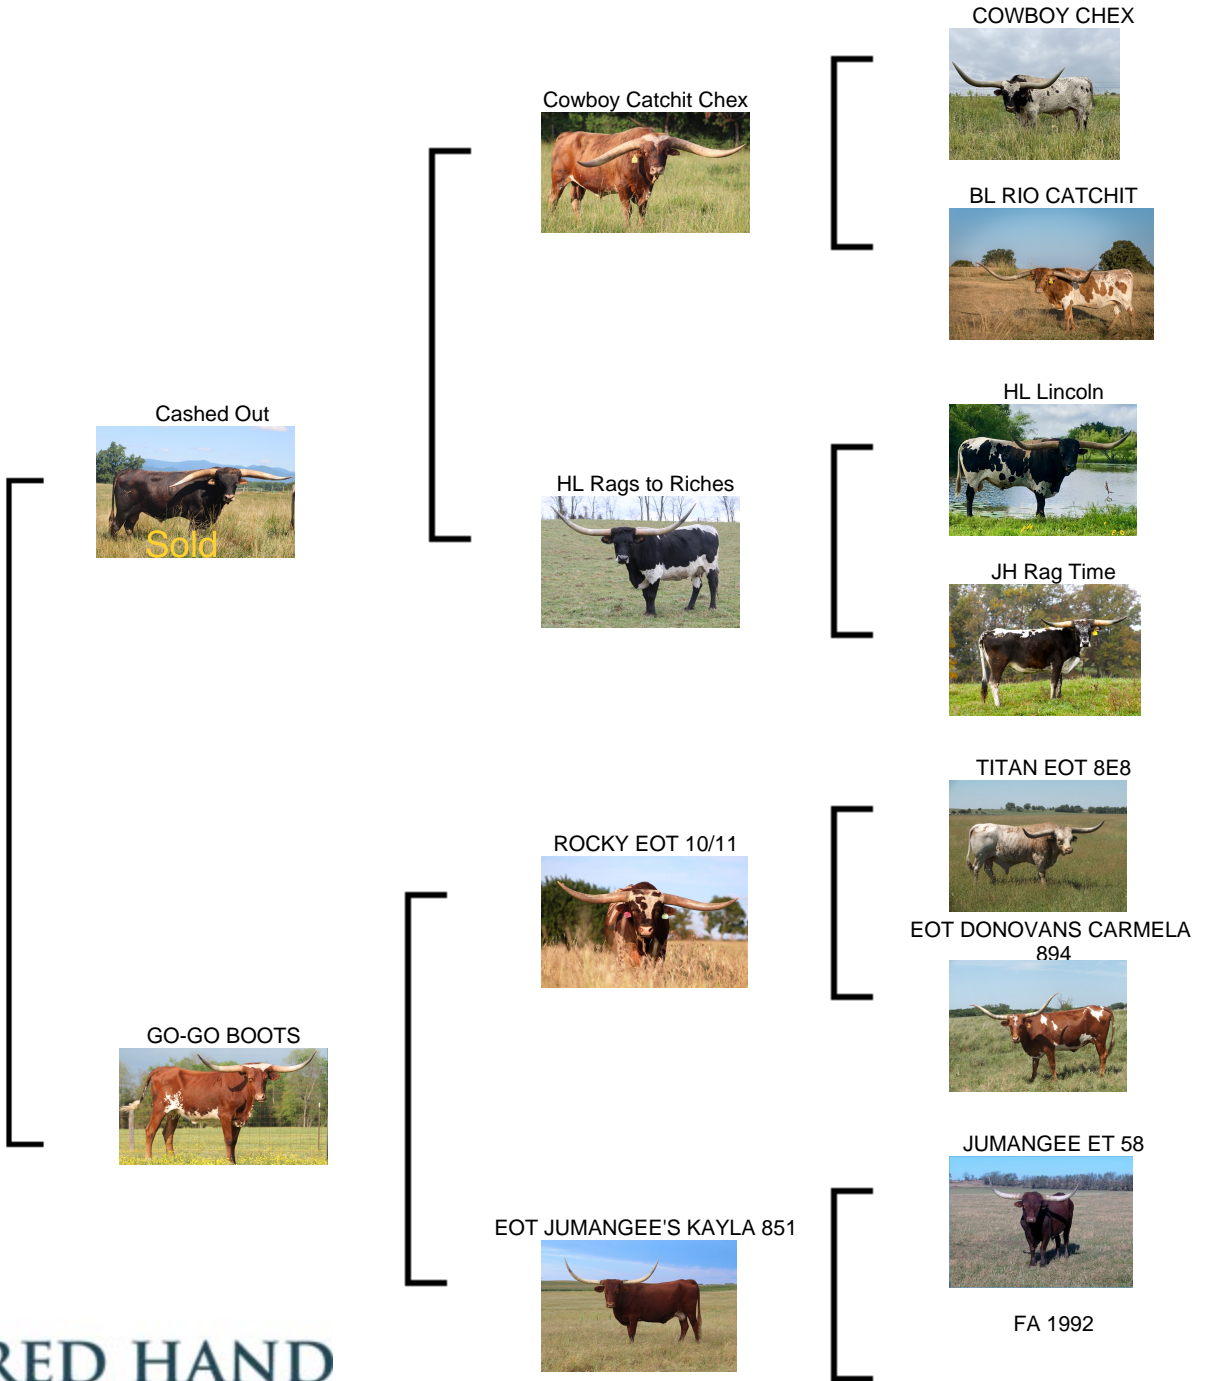 COWBOY CHEX
Cowboy Catchit Chex
BL RIO CATCHIT
Cashed Out
Sold
HL Lincoln
HL Rags to Riches
JH Rag Time
TITAN EOT 8E8
ROCKY EOT 10/11
EOT DONOVANS CARMELA
894
GO-GO BOOTS
JUMANGEE ET 58
EOT JUMANGEE'S KAYLA 851
FA 1992
RED HAND